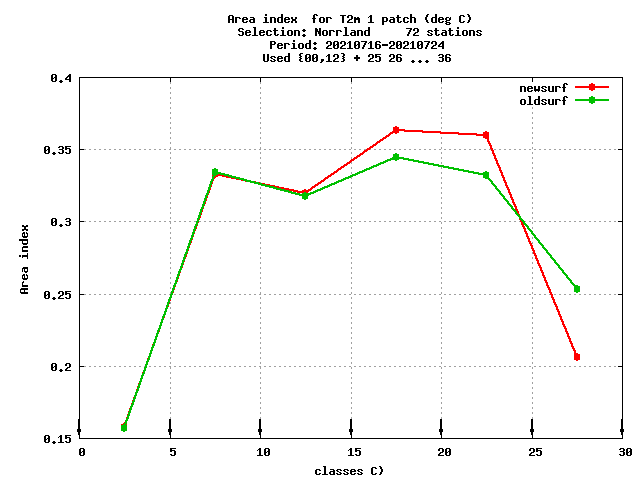 Area index  for T2m 1 patch (deg C)
Selection: Norrland     72 stations
Period: 20210716-20210724
Used {00,12} + 25 26 ... 36
newsurf
oldsurf
0.4
0.35
0.3
0.25
0.2
0.15
Area index
0 5 10 15 20 25 30
classes C)